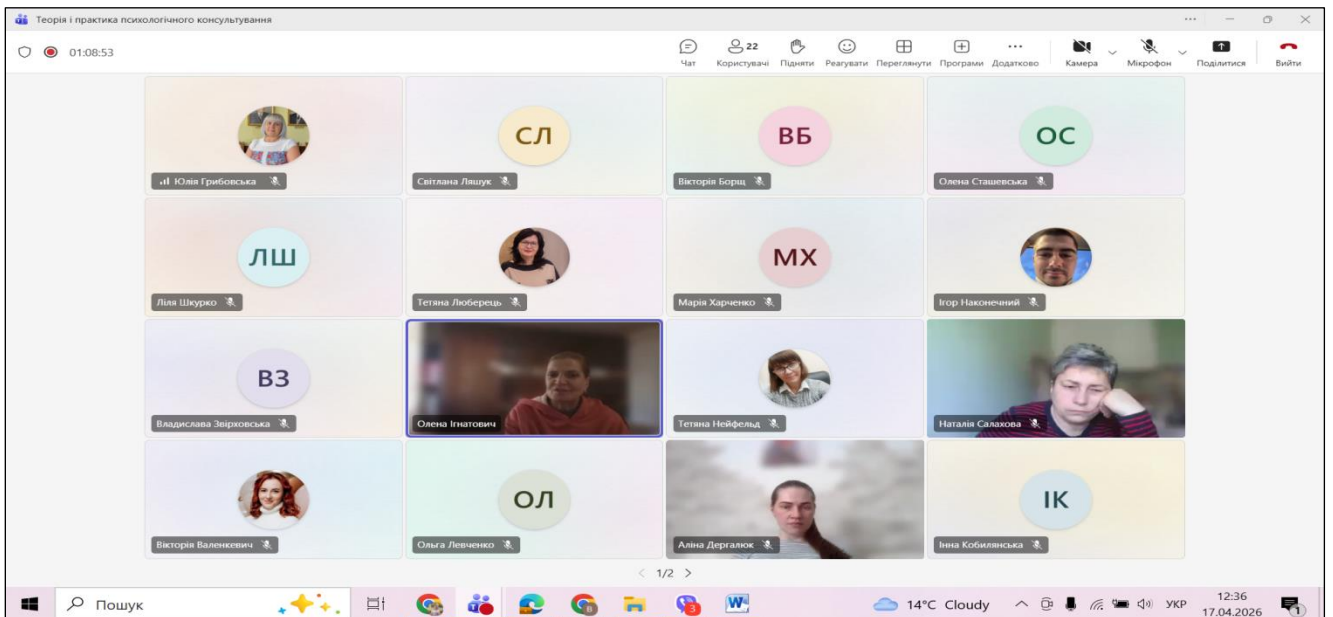 Теорія і практика психологічного консультування
01:08:53
22
Чат Користувачі Підняти Реагувати Переглянути Програми Додатково Камера Мікрофон Поділитися Вийти
СЛ ВБ ОС
Юлія Грибовська Світлана Ляшук Вікторія Борщ Олена Сташевська
ЛШ МХ
Ліля Шкурко Тетяна Люберець Марія Харченко Ігор Наконечний
ВЗ
Владислава Звірховська Олена Ігнатович Тетяна Нейфельд Наталія Салахова
ОЛ ІК
Вікторія Валенкевич Ольга Левченко Аліна Дергалюк Інна Кобилянська
1/2
Пошук 3 14°C Cloudy УКР 12:36
17.04.2026 1